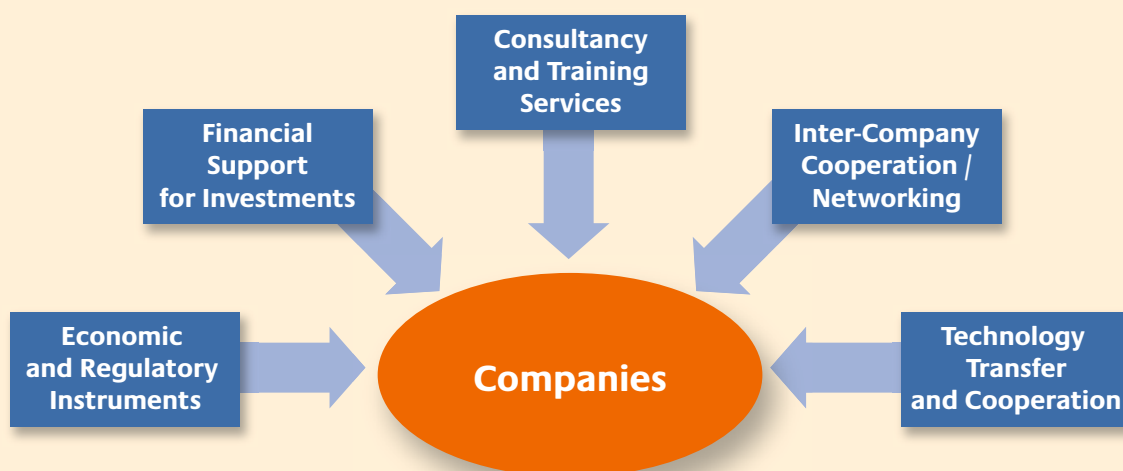 Consultancy
and Training
Services
Financial
Support
for Investments
Inter-Company
Cooperation /
Networking
Economic
and Regulatory
Instruments
Companies
Technology
Transfer
and Cooperation